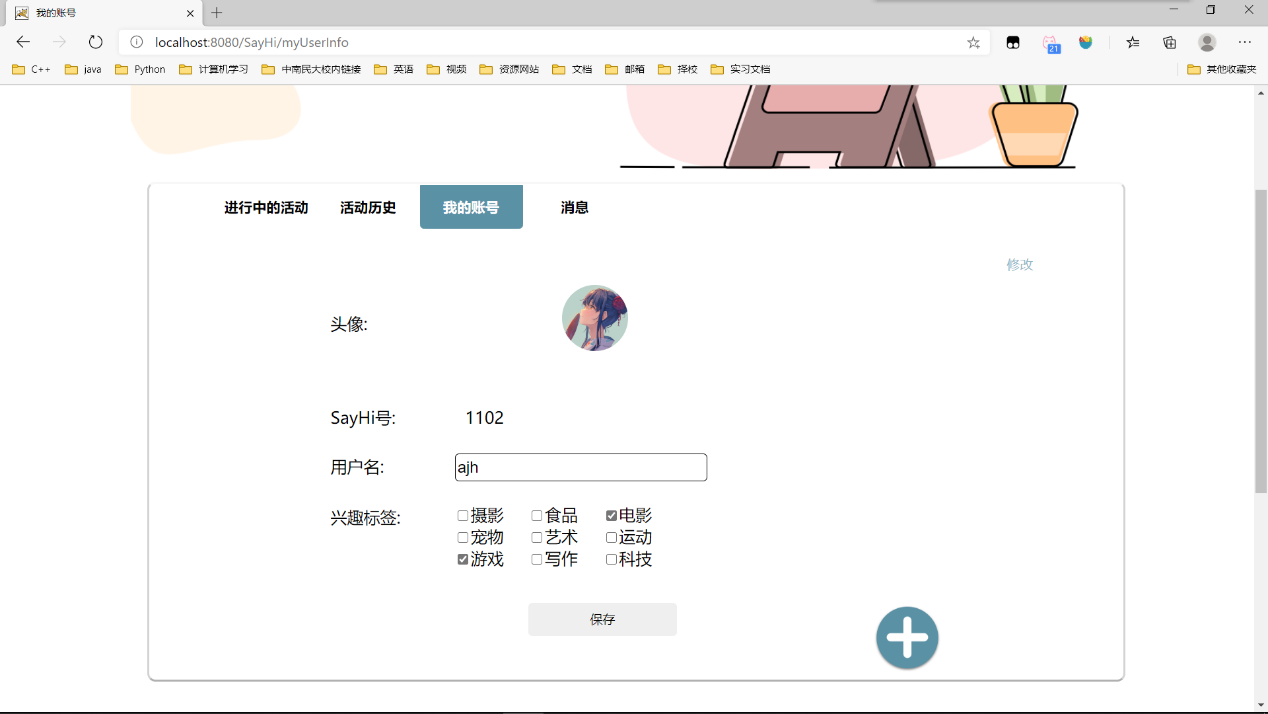 我的账号
localhost:8080/SayHi/myUserInfo
21
C++ java Python 计算机学习 中南民大校内链接 英语 视频 资源网站 文档 邮箱 择校 实习文档 其他收藏夹
进行中的活动 活动历史 我的账号 消息
修改
头像:
SayHi号: 1102
用户名: ajh
兴趣标签: 摄影 食品 电影
宠物 艺术 运动
游戏 写作 科技
保存